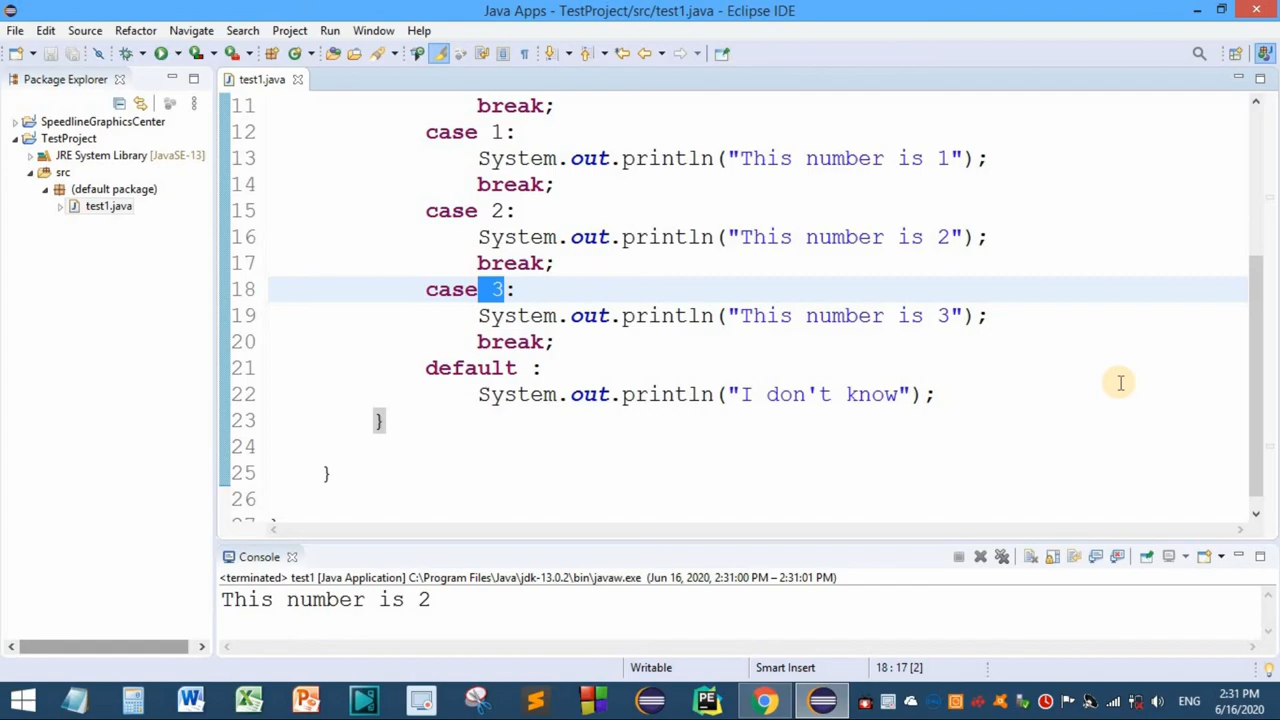 Java Apps - TestProject/src/test1.java - Eclipse IDE
File Edit Source Refactor Navigate Search Project Run Window Help
Package Explorer
test1.java
SpeedlineGraphicsCenter
TestProject
JRE System Library [JavaSE-13]
src
(default package)
test1.java
11 break;
12 case 1:
13 System.out.println("This number is 1");
14 break;
15 case 2:
16 System.out.println("This number is 2");
17 break;
18 case 3:
19 System.out.println("This number is 3");
20 break;
21 default :
22 System.out.println("I don't know");
23 }
24
25 }
26
Console
<terminated> test1 [Java Application] C:\Program Files\Java\jdk-13.0.2\bin\javaw.exe (Jun 16, 2020, 2:31:00 PM – 2:31:01 PM)
This number is 2
Writable Smart Insert 18 : 17 [2]
ENG 2:31 PM
6/16/2020